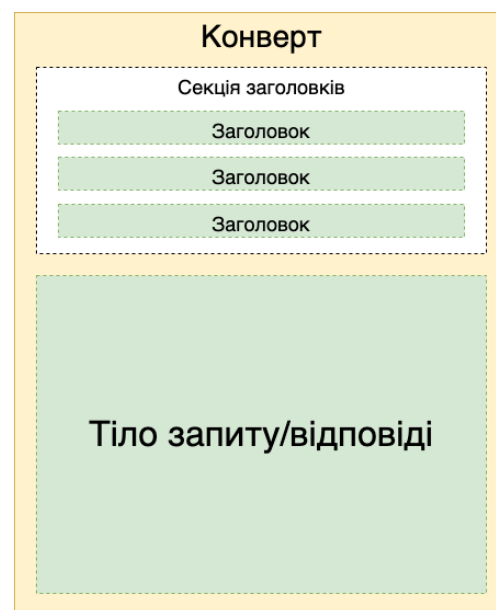 Конверт
Секція заголовків
Заголовок
Заголовок
Заголовок
Тіло запиту/відповіді